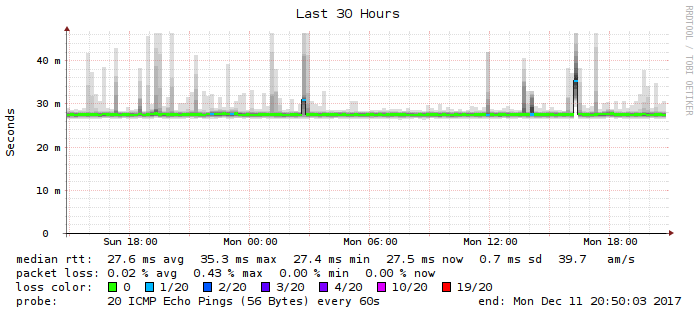 Last 30 Hours
RRDTOOL / TOBI OETIKER
Seconds
40 m
30 m
20 m
10 m
0
Sun 18:00 Mon 00:00 Mon 06:00 Mon 12:00 Mon 18:00
median rtt: 27.6 ms avg 35.3 ms max 27.4 ms min 27.5 ms now 0.7 ms sd 39.7 am/s
packet loss: 0.02 % avg 0.43 % max 0.00 % min 0.00 % now
loss color: 0 1/20 2/20 3/20 4/20 10/20 19/20
probe: 20 ICMP Echo Pings (56 Bytes) every 60s end: Mon Dec 11 20:50:03 2017